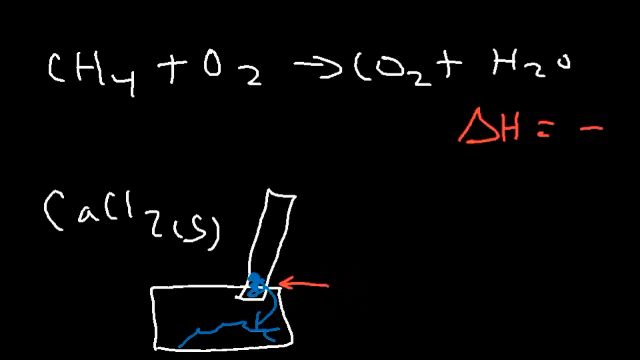 CH4 + O2 → CO2 + H2O
ΔH = -
CaCl2(s)